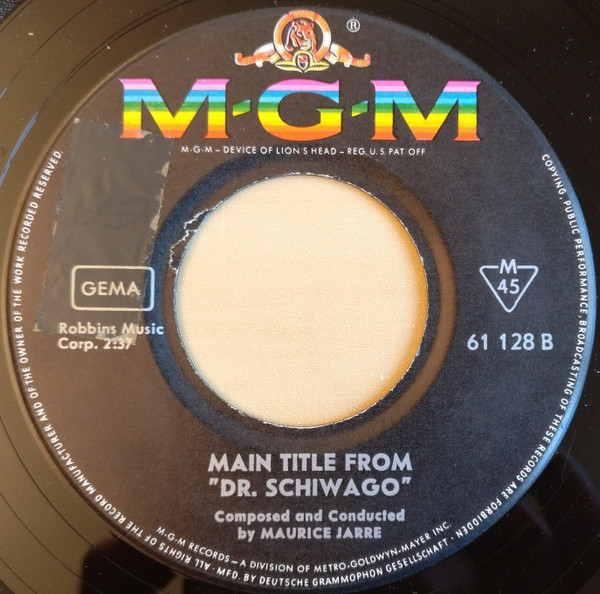 ®
M-G-M
M-G-M – DEVICE OF LION'S HEAD – REG. U.S. PAT OFF
GEMA
Robbins Music
Corp. 2:37
M
45
61 128 B
MAIN TITLE FROM
"DR. SCHIWAGO"
Composed and Conducted
by MAURICE JARRE
M-G-M RECORDS – A DIVISION OF METRO-GOLDWYN-MAYER INC.
ALL RIGHTS OF THE RECORD MANUFACTURER AND OF THE OWNER OF THE WORK RECORDED RESERVED.
COPYING, PUBLIC PERFORMANCE, BROADCASTING OF THESE RECORDS ARE FORBIDDEN
· MFD. BY DEUTSCHE GRAMMOPHON GESELLSCHAFT ·